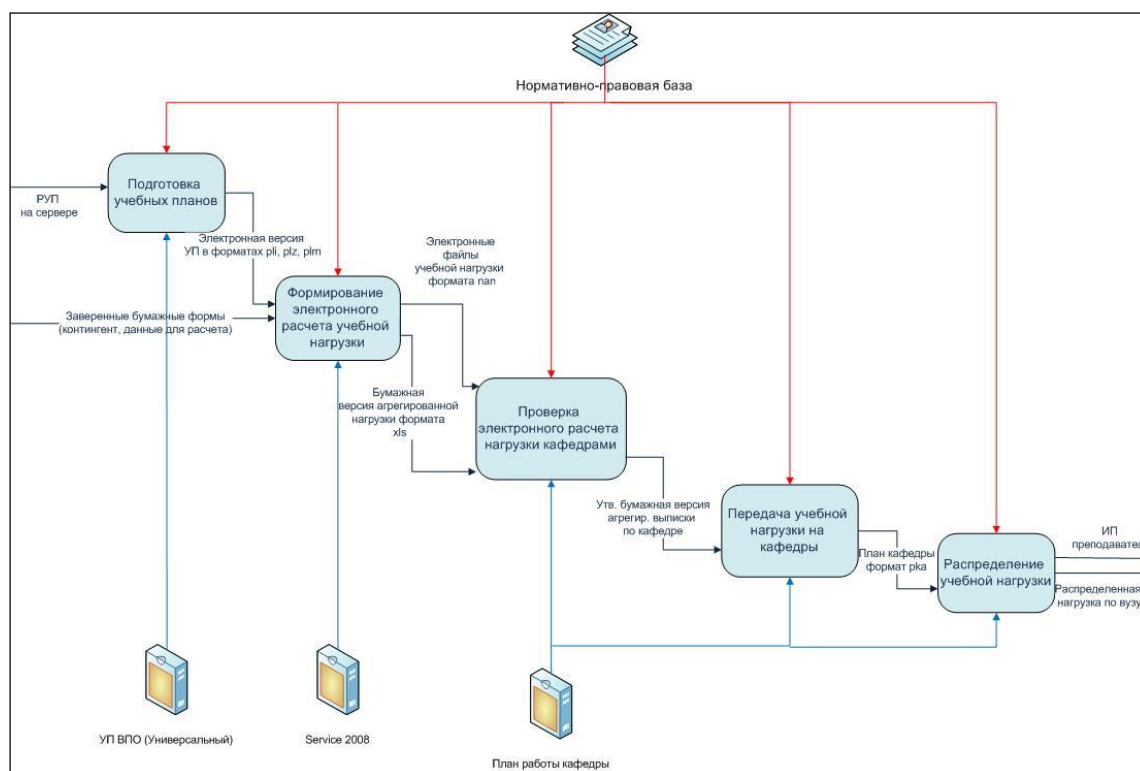 Нормативно-правовая база
Подготовка
учебных планов
РУП
на сервере
Электронная версия
УП в форматах pli, plz, plm
Электронные
файлы
учебной нагрузки
формата nan
Формирование
электронного
расчета учебной
нагрузки
Заверенные бумажные формы
(контингент, данные для расчета)
Бумажная
версия агрегированной
нагрузки формата
xls
Проверка
электронного расчета
нагрузки кафедрами
Утв. бумажная версия
агрегир. выписки
по кафедре
Передача учебной
нагрузки на
кафедры
План кафедры
формат pka
Распределение
учебной нагрузки
ИП
преподавател
Распределенная
нагрузка по вузу
УП ВПО (Универсальный)
Service 2008
План работы кафедры